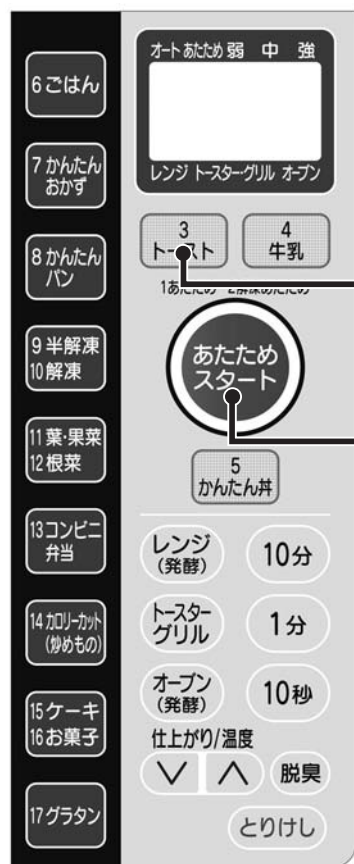 6ごはん
7かんたん
おかず
8かんたん
パン
9半解凍
10解凍
11葉・果菜
12根菜
13コンビニ
弁当
14カロリーカット
(炒めもの)
15ケーキ
16お菓子
17グラタン
オート あたため 弱 中 強
レンジ トースター・グリル オーブン
3
トースト
4
牛乳
1あたため 2解凍あたため
あたため
スタート
5
かんたん丼
レンジ
(発酵)
10分
トースター
グリル
1分
オーブン
(発酵)
10秒
仕上がり/温度
脱臭
とりけし